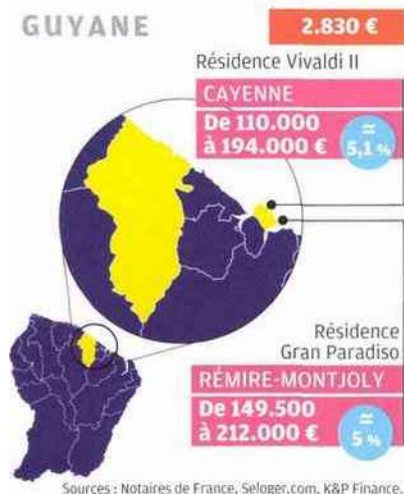 GUYANE
2.830 €
Résidence Vivaldi II
CAYENNE
De 110.000
à 194.000 €
≈
5,1 %
Résidence
Gran Paradiso
RÉMIRE-MONTJOLY
De 149.500
à 212.000 €
≈
5 %
Sources : Notaires de France, Seloger.com, K&P Finance.